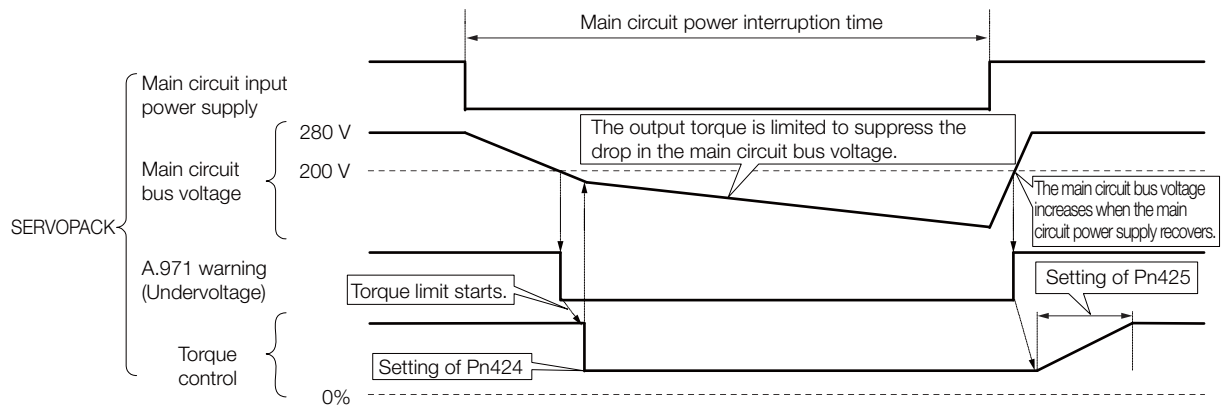 Main circuit power interruption time
Main circuit input
power supply
280 V
The output torque is limited to suppress the
drop in the main circuit bus voltage.
Main circuit
bus voltage
200 V
The main circuit bus voltage
increases when the main
circuit power supply recovers.
SERVOPACK
A.971 warning
(Undervoltage)
Torque limit starts.
Setting of Pn425
Torque
control
Setting of Pn424
0%